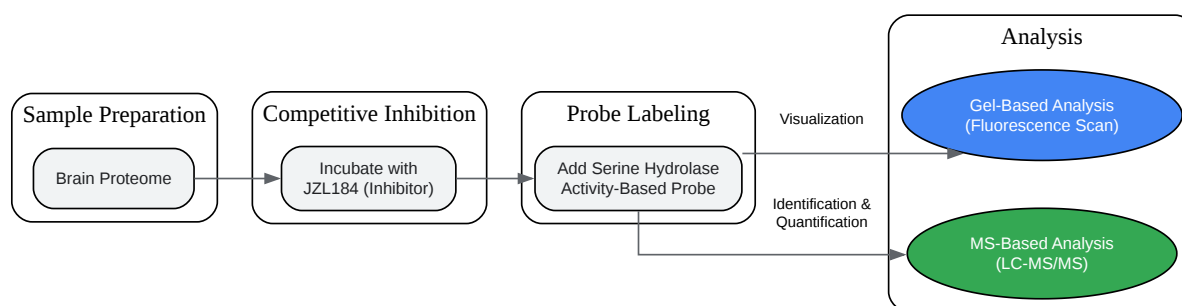 Sample Preparation
Brain Proteome
Competitive Inhibition
Incubate with
JZL184 (Inhibitor)
Probe Labeling
Add Serine Hydrolase
Activity-Based Probe
Visualization
Identification &
Quantification
Analysis
Gel-Based Analysis
(Fluorescence Scan)
MS-Based Analysis
(LC-MS/MS)